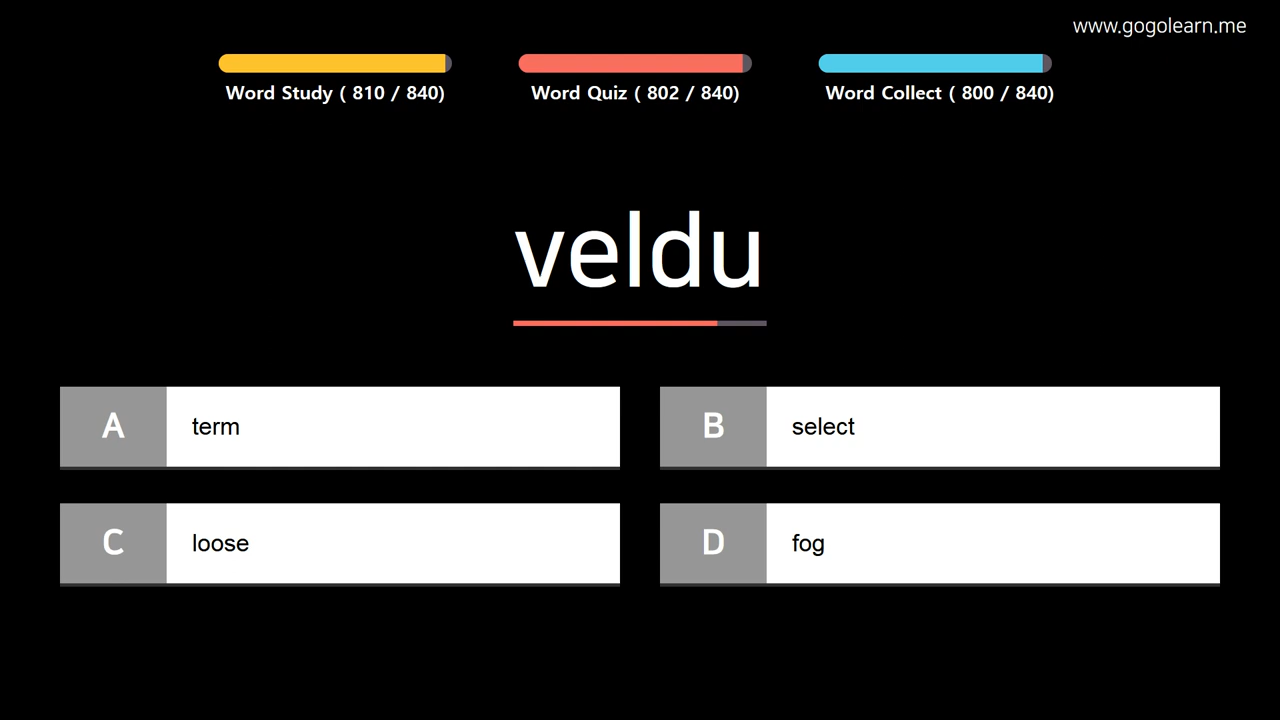 www.gogolearn.me
Word Study ( 810 / 840)
Word Quiz ( 802 / 840)
Word Collect ( 800 / 840)
veldu
A term
B select
C loose
D fog